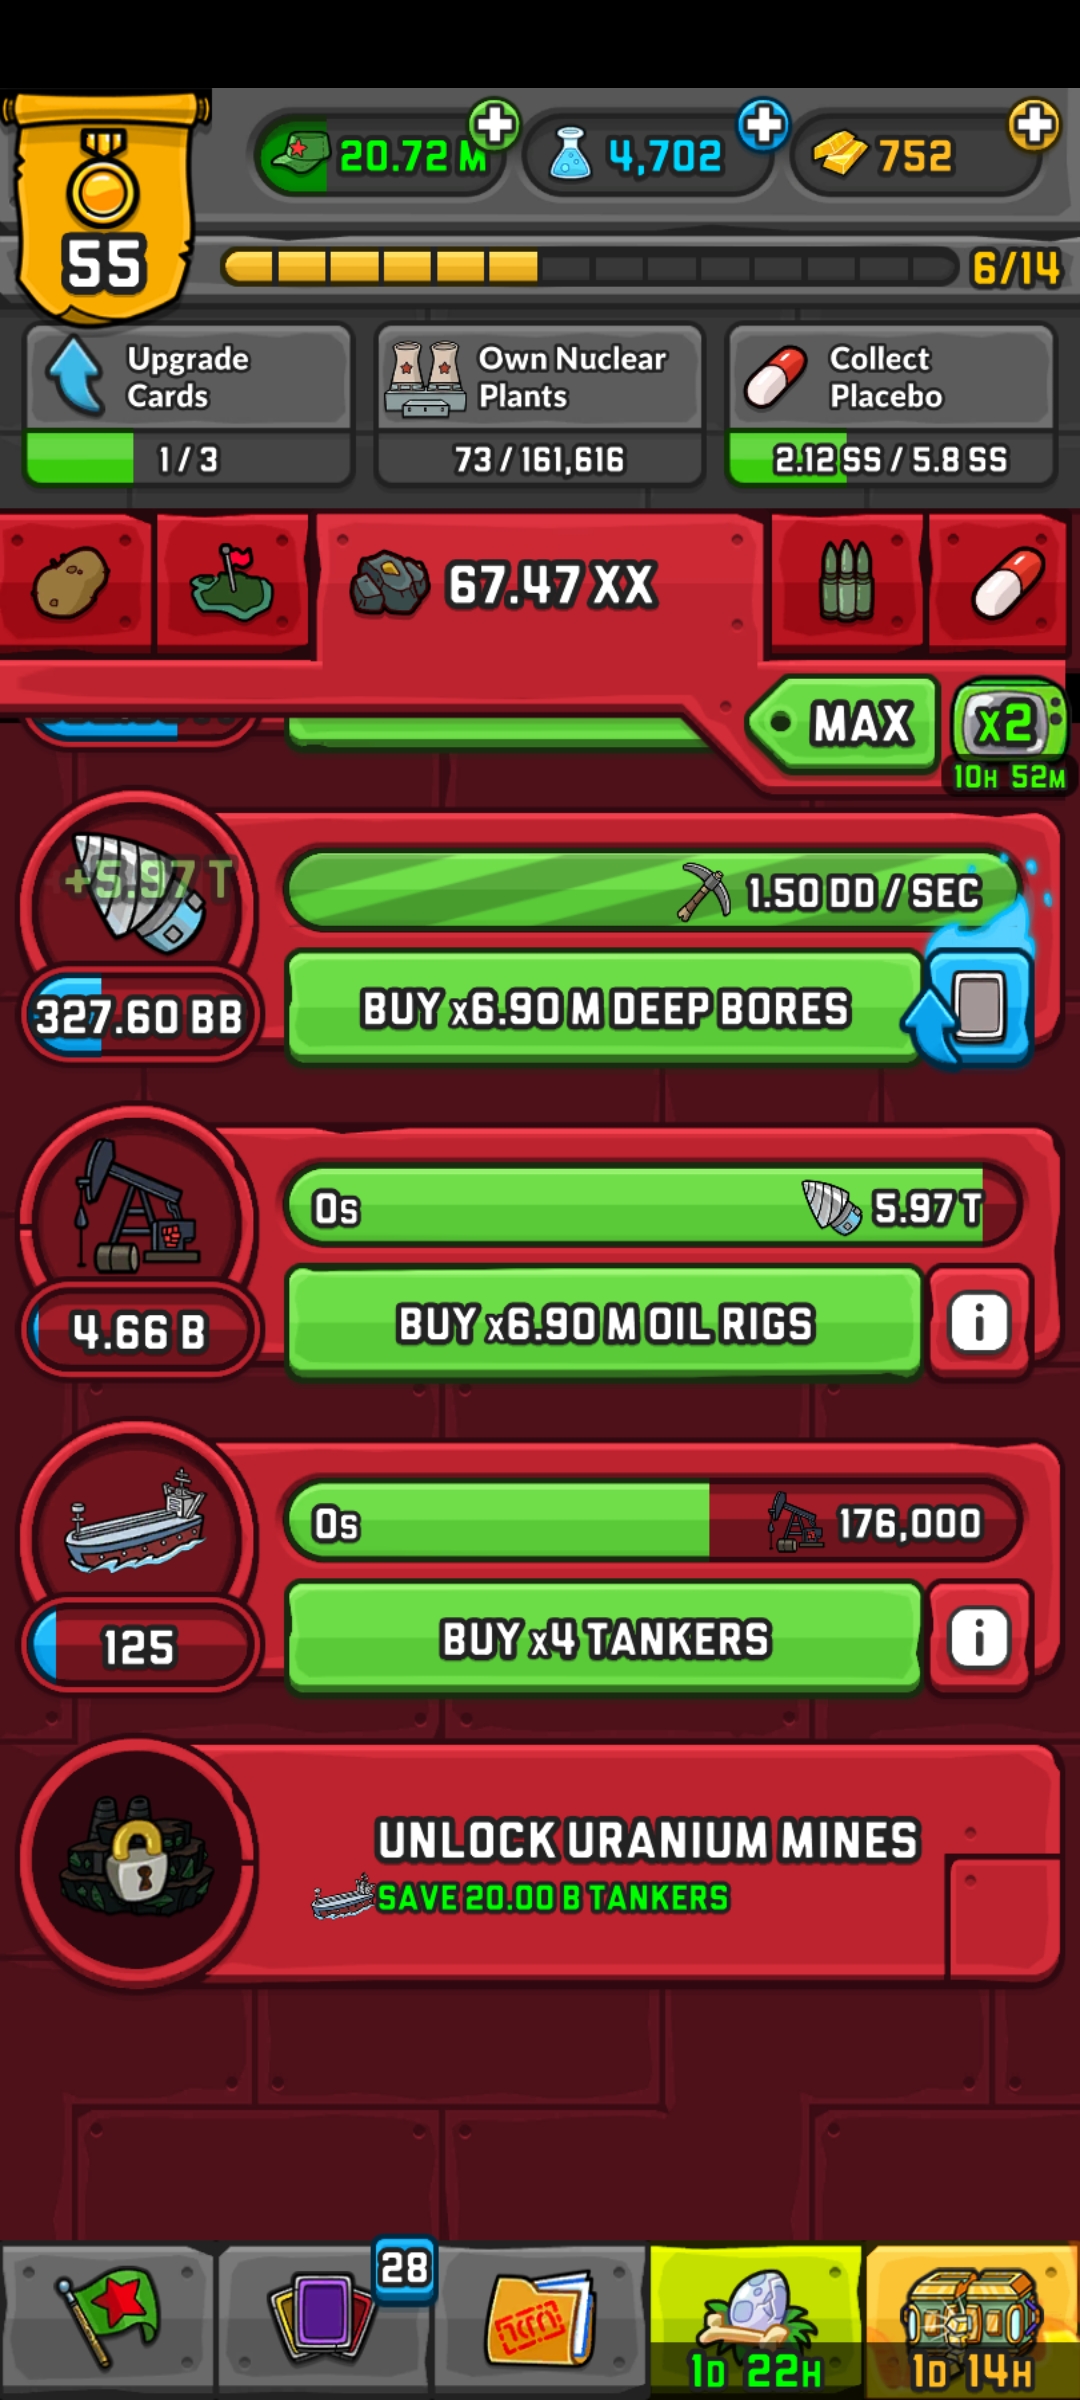 20.72 M
4,702
752
55
6/14
Upgrade
Cards
1 / 3
Own Nuclear
Plants
73 / 161,616
Collect
Placebo
2.12 SS / 5.8 SS
67.47 XX
MAX
x2
10H 52M
+5.97 T
1.50 DD / SEC
327.60 BB
BUY x6.90 M DEEP BORES
0s
5.97 T
4.66 B
BUY x6.90 M OIL RIGS
i
0s
176,000
125
BUY x4 TANKERS
i
UNLOCK URANIUM MINES
SAVE 20.00 B TANKERS
28
1D 22H
1D 14H